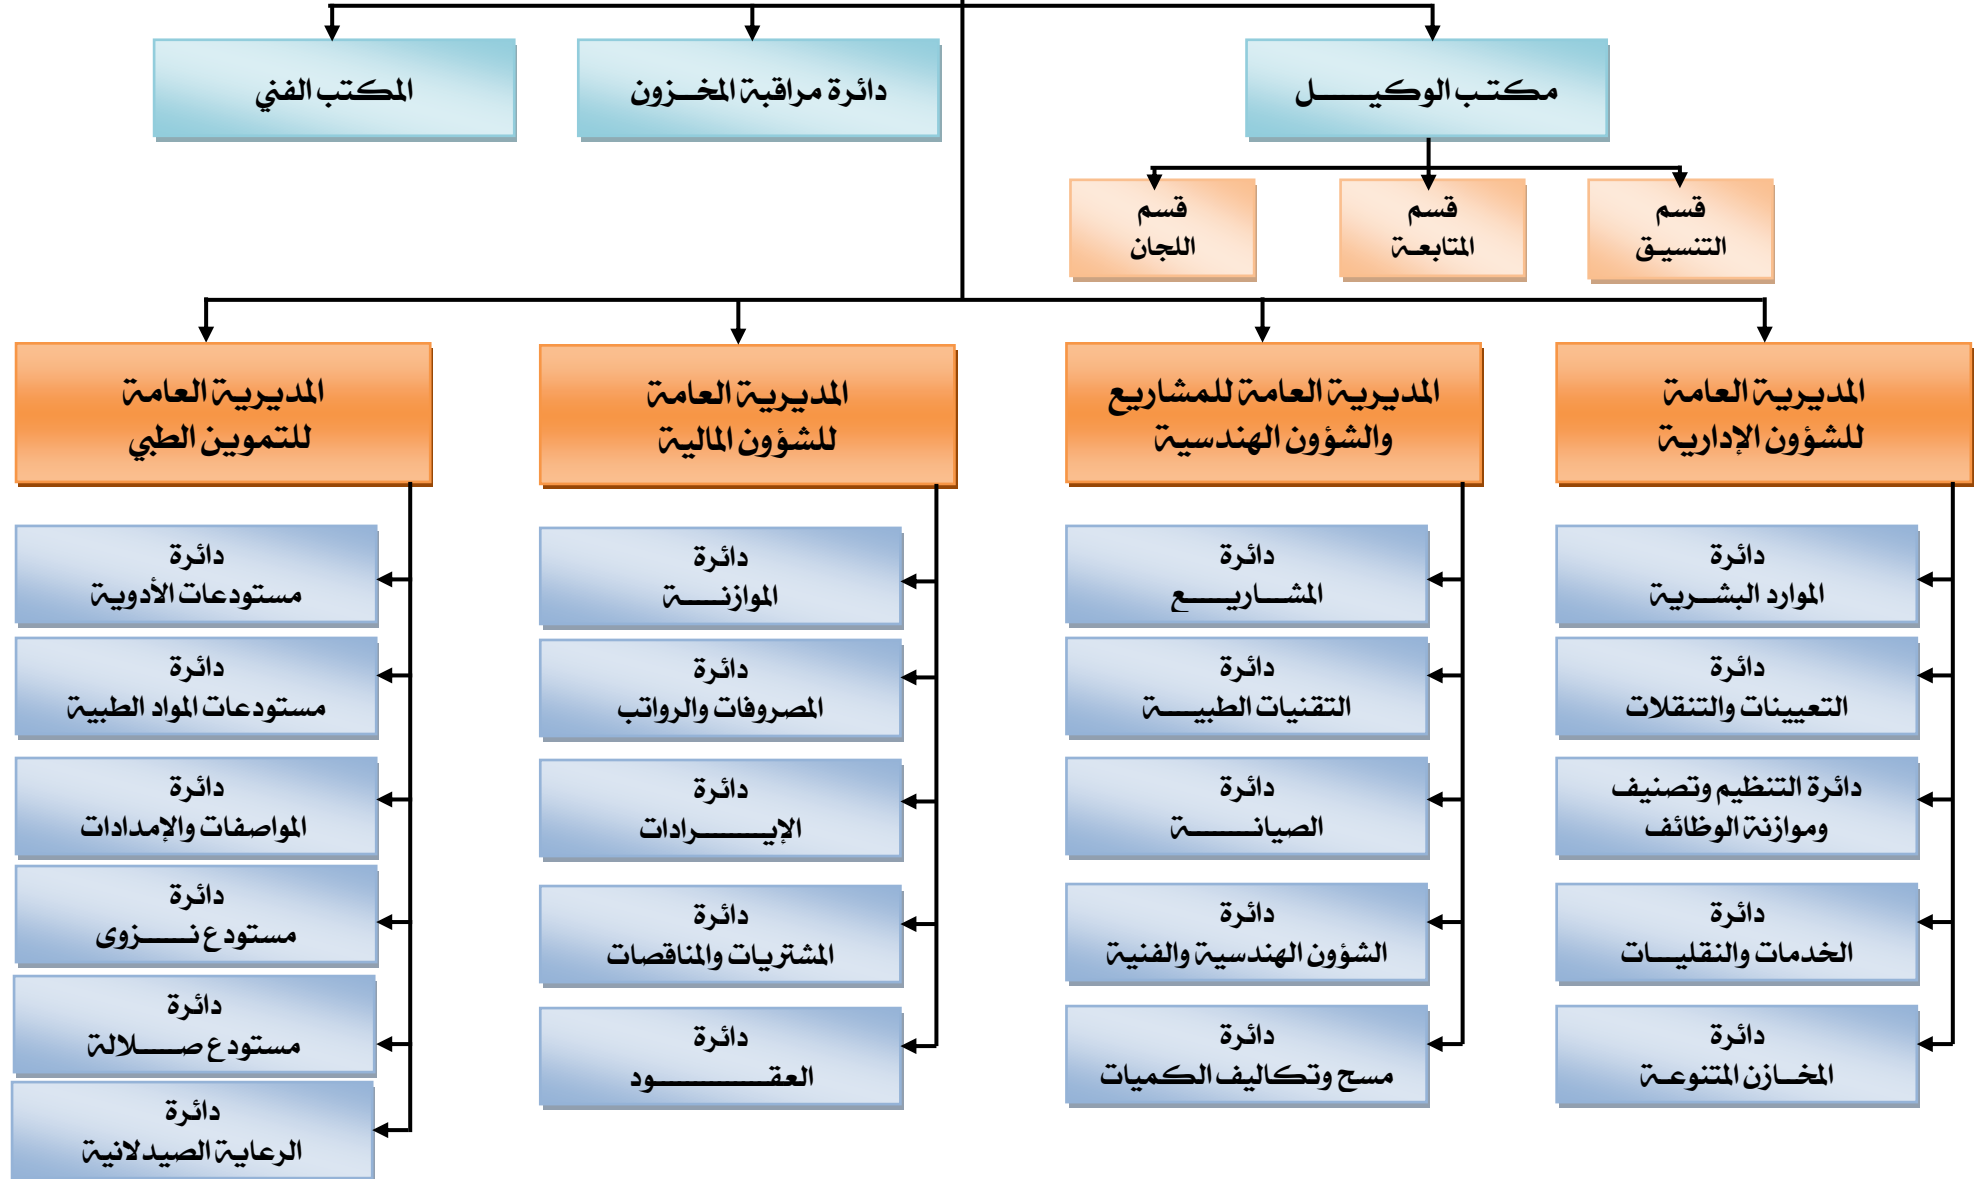 مكتب الوكيل
دائرة مراقبة المخزون
المكتب الفني
قسم
التنسيق
قسم
المتابعة
قسم
اللجان
المديرية العامة
للشؤون الإدارية
دائرة
الموارد البشرية
دائرة
التعيينات والتنقلات
دائرة التنظيم وتصنيف
وموازنة الوظائف
دائرة
الخدمات والنقليات
دائرة
المخازن المتنوعة
المديرية العامة للمشاريع
والشؤون الهندسية
دائرة
المشاريع
دائرة
التقنيات الطبية
دائرة
الصيانة
دائرة
الشؤون الهندسية والفنية
دائرة
مسح وتكاليف الكميات
المديرية العامة
للشؤون المالية
دائرة
الموازنة
دائرة
المصروفات والرواتب
دائرة
الإيرادات
دائرة
المشتريات والمناقصات
دائرة
العقود
المديرية العامة
للتموين الطبي
دائرة
مستودعات الأدوية
دائرة
مستودعات المواد الطبية
دائرة
المواصفات والإمدادات
دائرة
مستودع نزوى
دائرة
مستودع صلالة
دائرة
الرعاية الصيدلانية